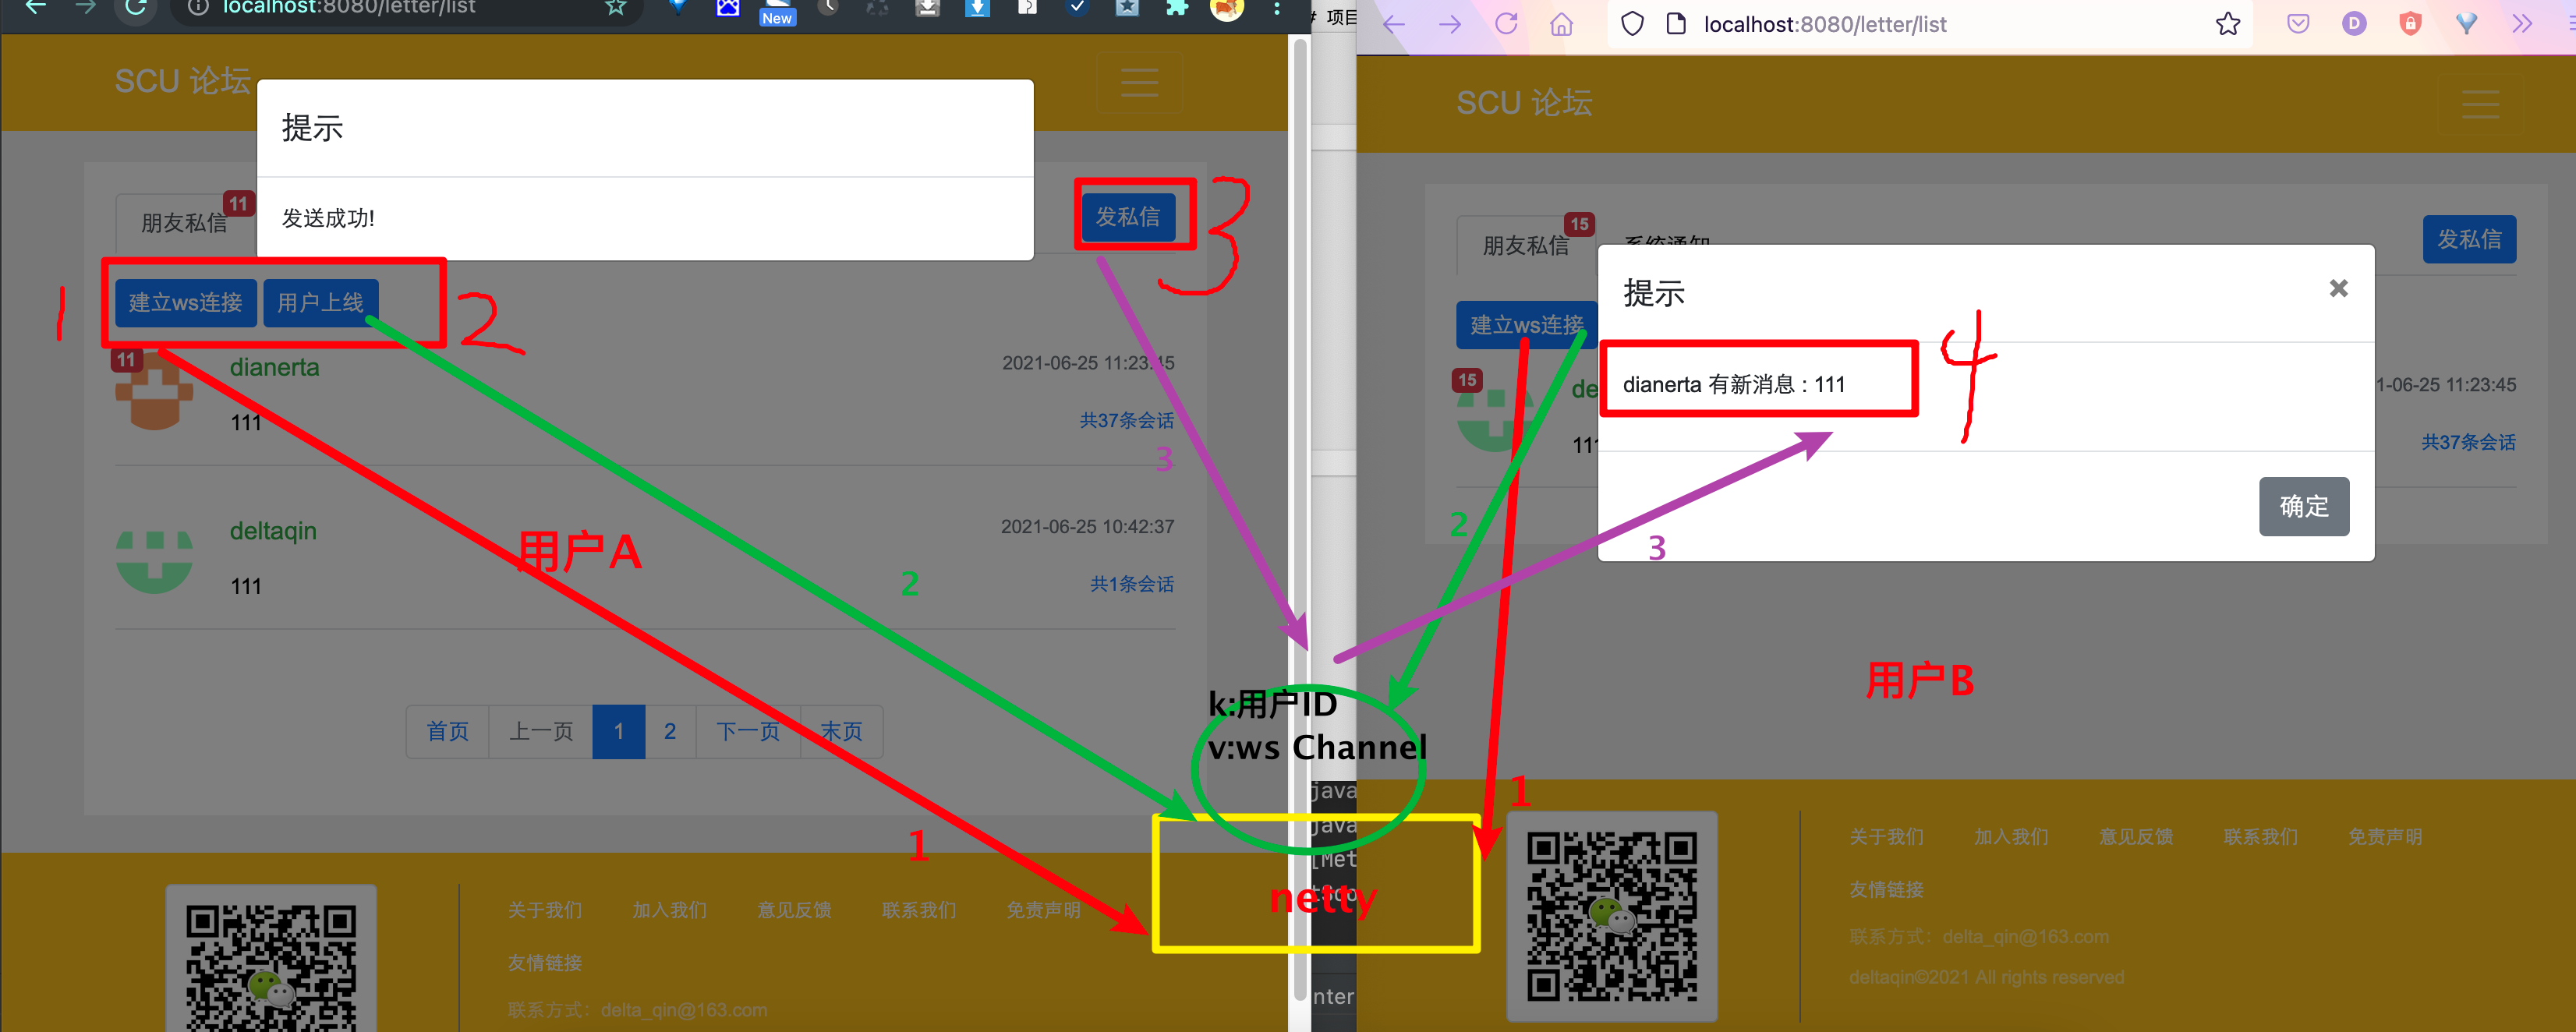 localhost:8080/letter/list
New
SCU 论坛
提示
发送成功!
朋友私信
11
发私信
3
1
建立ws连接
用户上线
2
11
dianerta
2021-06-25 11:23:45
111
共37条会话
3
deltaqin
2021-06-25 10:42:37
111
共1条会话
用户A
2
首页
上一页
1
2
下一页
末页
1
关于我们
加入我们
意见反馈
联系我们
免责声明
友情链接
联系方式: delta_qin@163.com
# 项目
k:用户ID
v:ws Channel
java
java
[Met
netty
nter
localhost:8080/letter/list
D
SCU 论坛
朋友私信
15
系统通知
发私信
提示
建立ws连接
4
dianerta 有新消息 : 111
15
de
1-06-25 11:23:45
111
共37条会话
确定
2
3
用户B
1
关于我们
加入我们
意见反馈
联系我们
免责声明
友情链接
联系方式: delta_qin@163.com
deltaqin©2021 All rights reserved